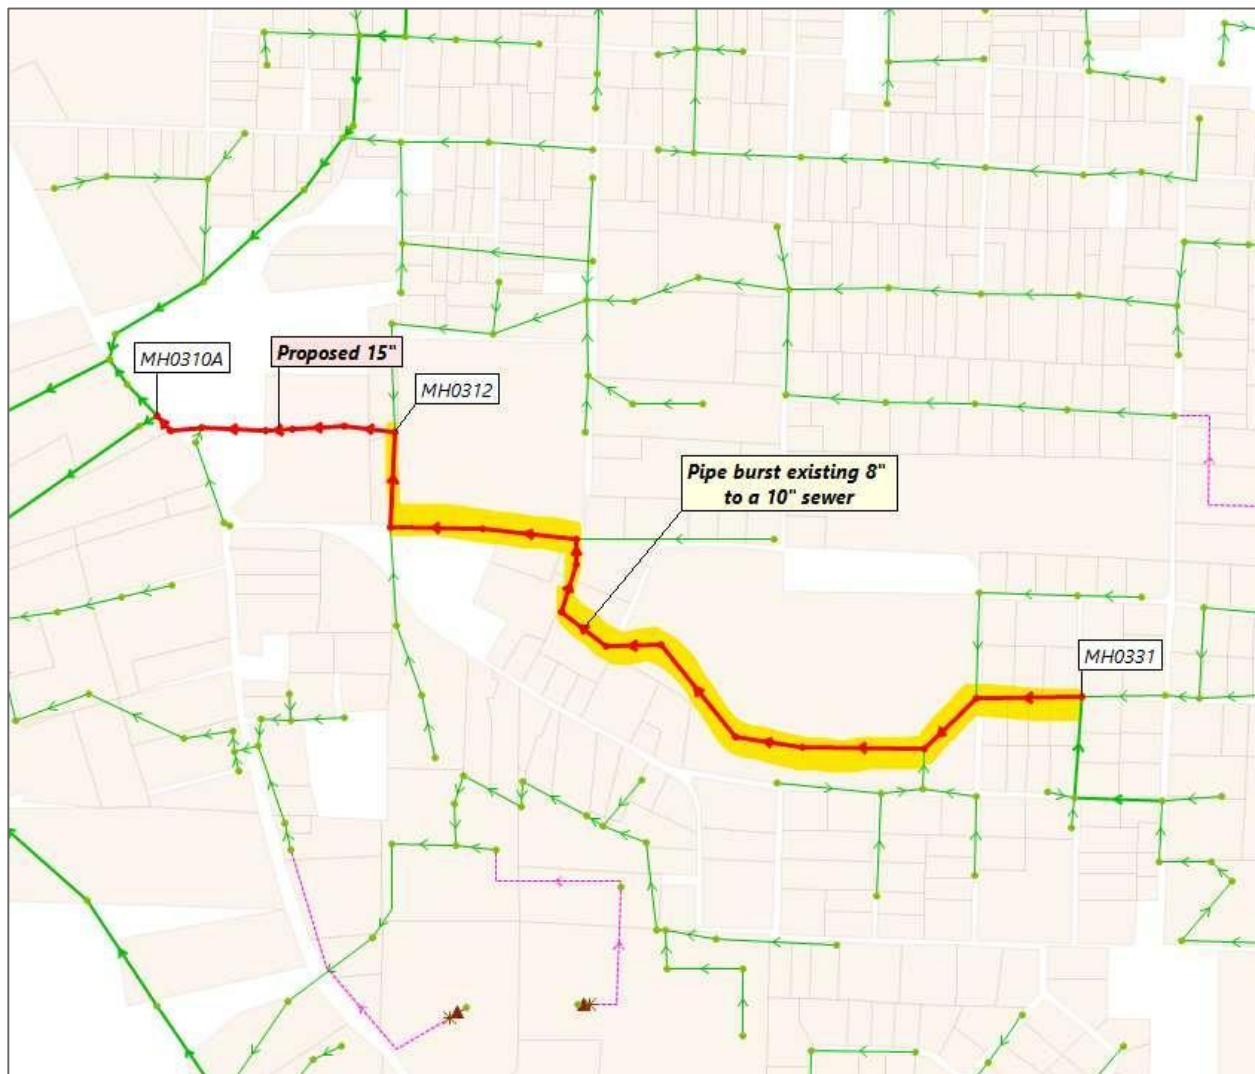 MH0310A
Proposed 15"
MH0312
Pipe burst existing 8"
to a 10" sewer
MH0331